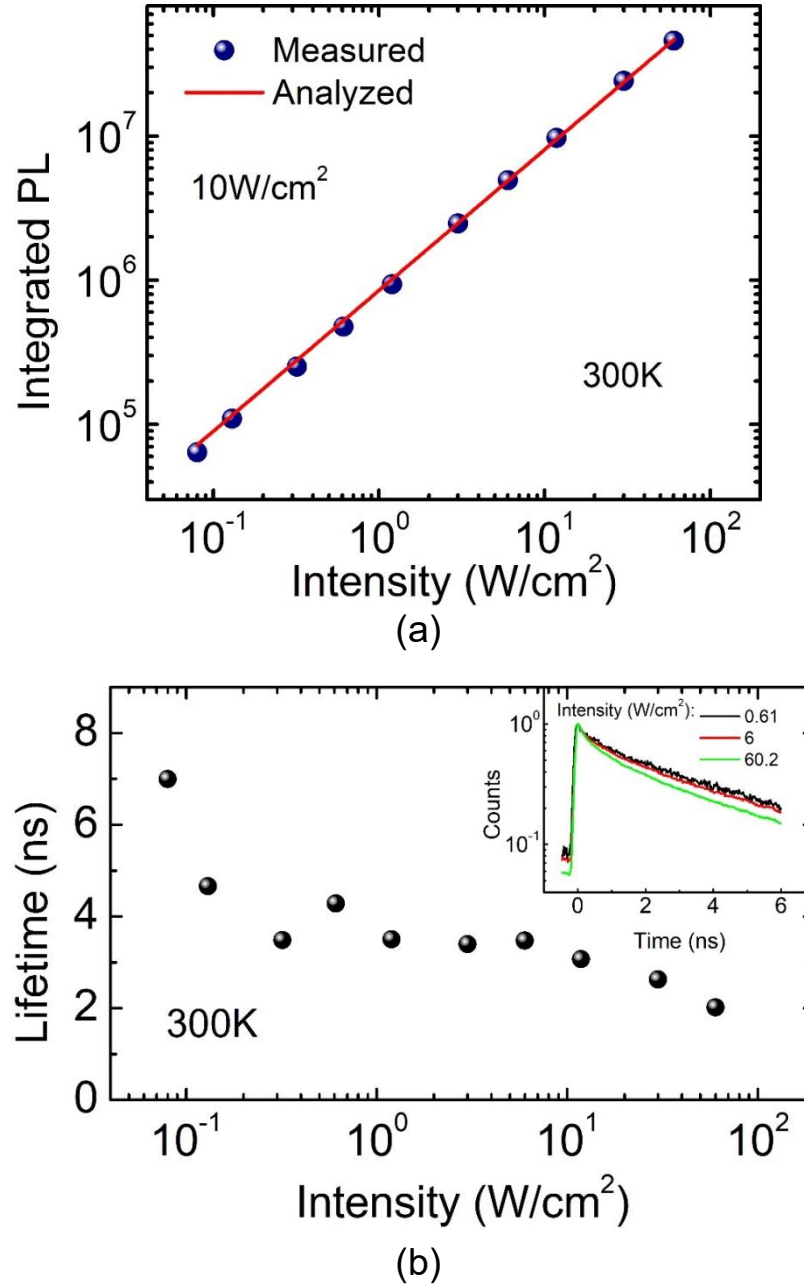 Measured
Analyzed
10W/cm²
300K
Integrated PL
10⁷
10⁶
10⁵
10⁻¹ 10⁰ 10¹ 10²
Intensity (W/cm²)
(a)
Lifetime (ns)
8
6
4
2
0
300K
Intensity (W/cm²):
0.61
6
60.2
Counts
10⁰
10⁻¹
0 2 4 6
Time (ns)
10⁻¹ 10⁰ 10¹ 10²
Intensity (W/cm²)
(b)